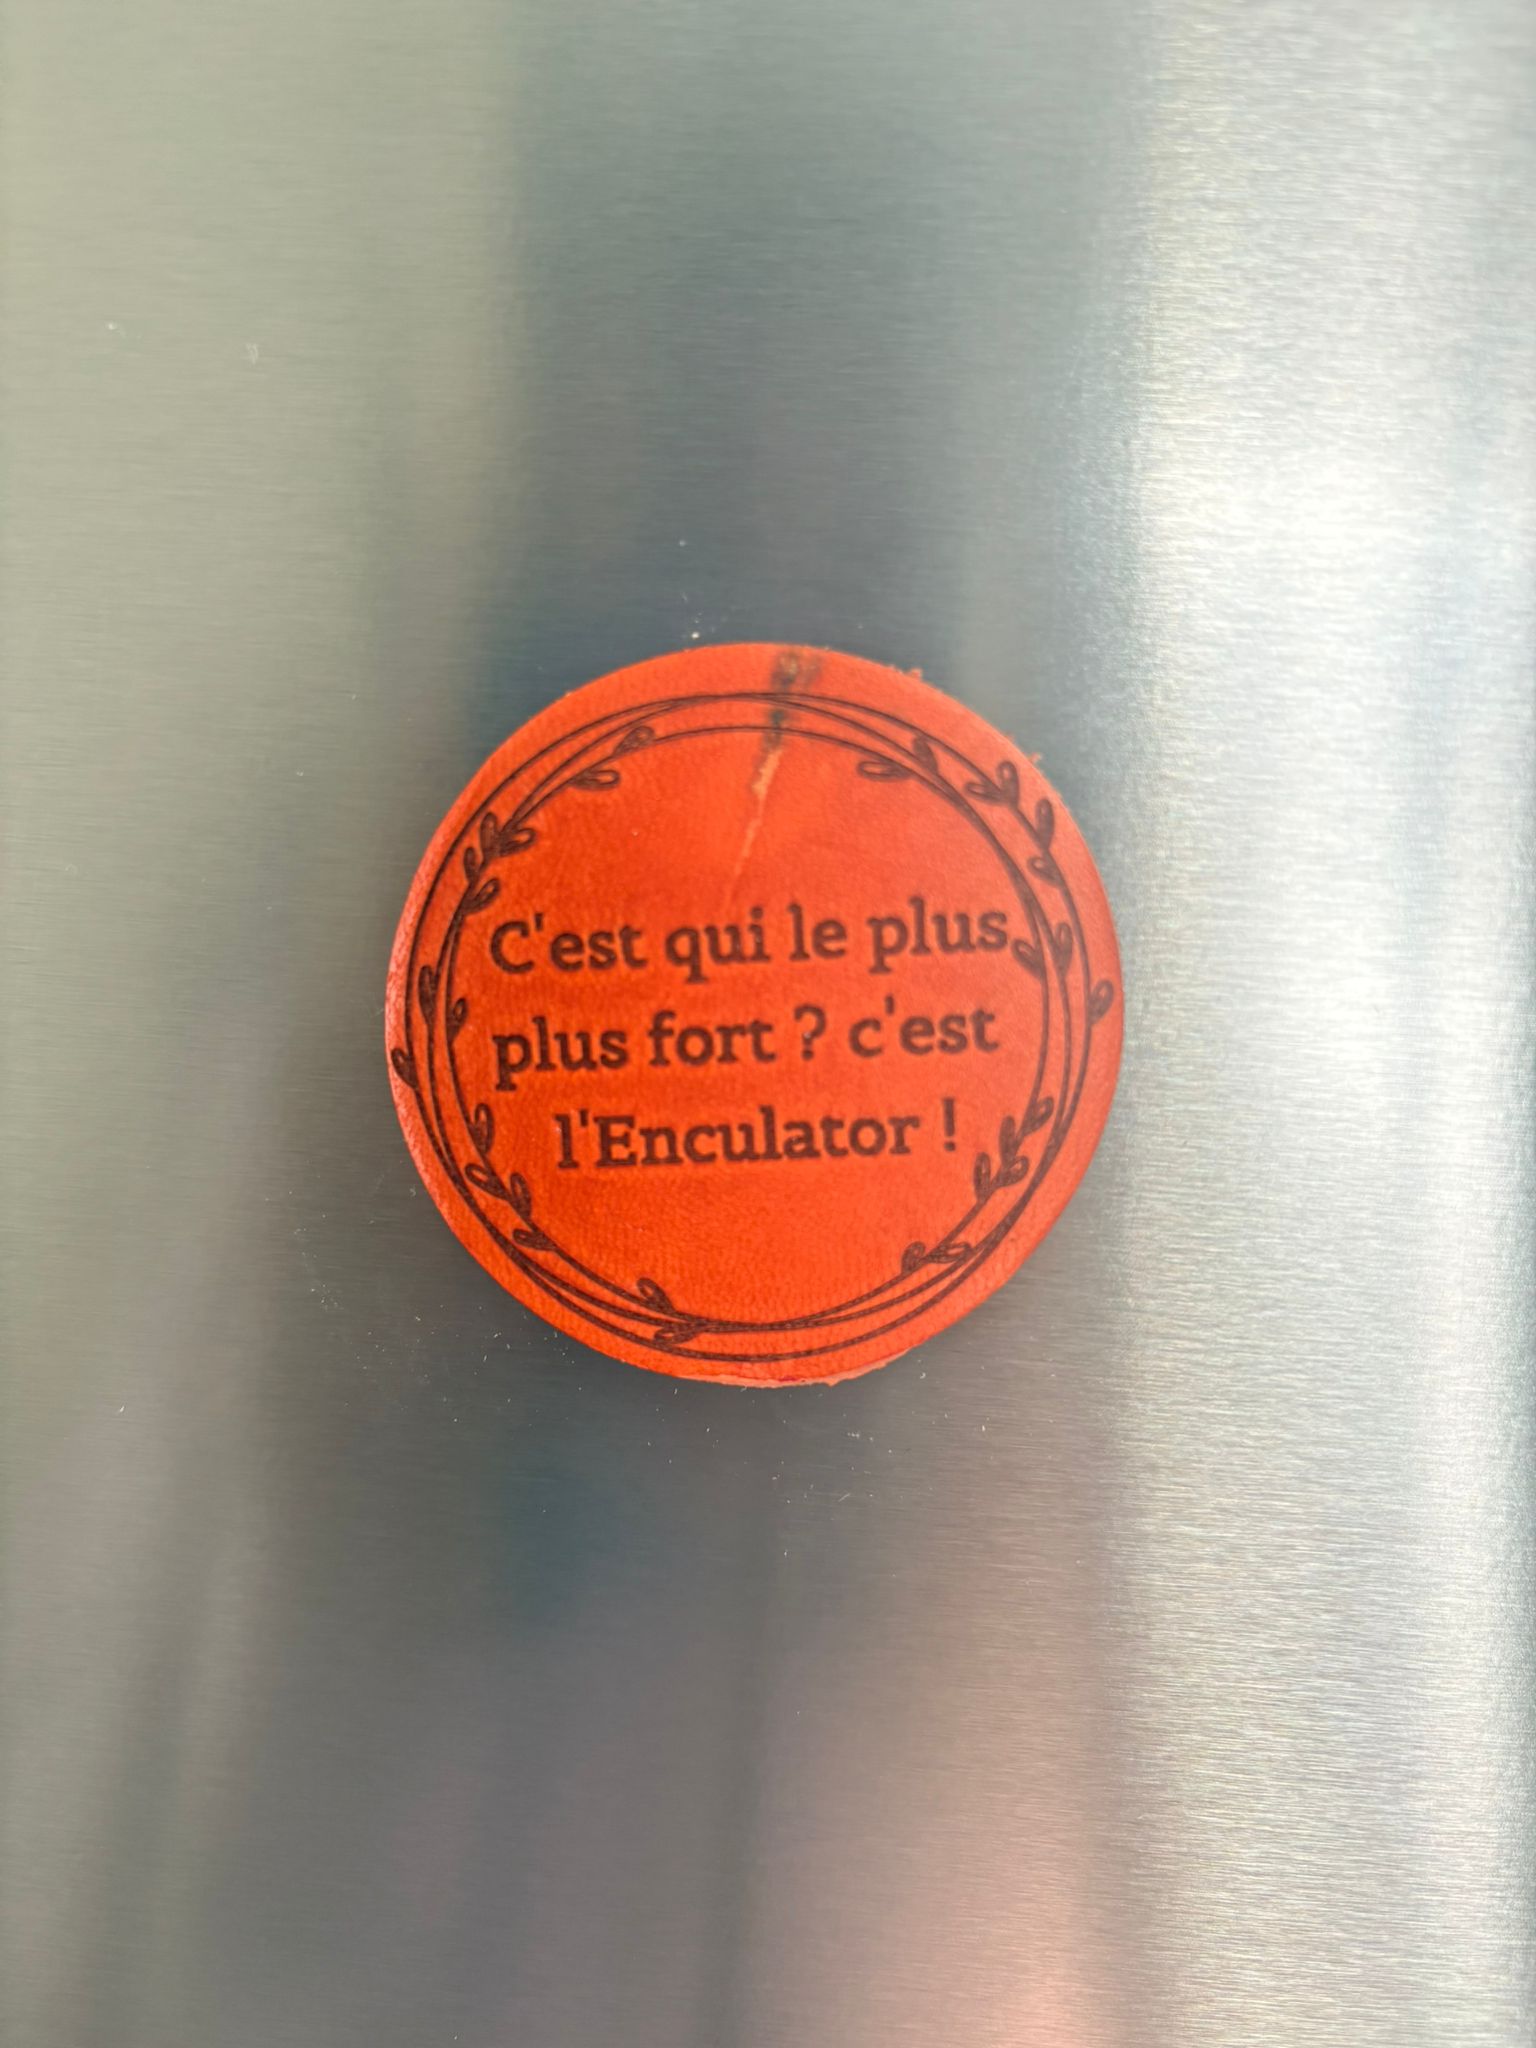 C'est qui le plus
plus fort ? c'est
l'Enculator !